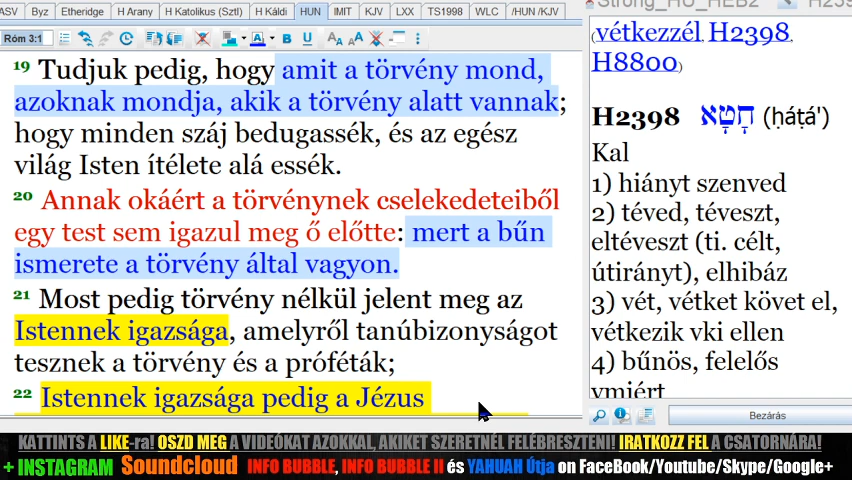 ASV Byz Etheridge H Arany H Katolikus (Sztl) H Káldi HUN IMIT KJV LXX TS1998 WLC /HUN /KJV
Róm 3:1
19 Tudjuk pedig, hogy amit a törvény mond,
azoknak mondja, akik a törvény alatt vannak;
hogy minden száj bedugassék, és az egész
világ Isten ítélete alá essék.
20 Annak okáért a törvénynek cselekedeteiből
egy test sem igazul meg ő előtte: mert a bűn
ismerete a törvény által vagyon.
21 Most pedig törvény nélkül jelent meg az
Istennek igazsága, amelyről tanúbizonyságot
tesznek a törvény és a próféták;
22 Istennek igazsága pedig a Jézus
Strong_HU_HEB2
(vétkezzél, H2398,
H8800)
H2398 חָטָא (ḥáṭá')
Kal
1) hiányt szenved
2) téved, téveszt,
eltéveszt (ti. célt,
útirányt), elhibáz
3) vét, vétket követ el,
vétkezik vki ellen
4) bűnös, felelős
vmiért
Bezárás
KATTINTS A LIKE-ra! OSZD MEG A VIDEÓKAT AZOKKAL, AKIKET SZERETNÉL FELÉBRESZTENI! IRATKOZZ FEL A CSATORNÁRA!
+ INSTAGRAM Soundcloud INFO BUBBLE, INFO BUBBLE II és YAHUAH Útja on FaceBook/Youtube/Skype/Google+